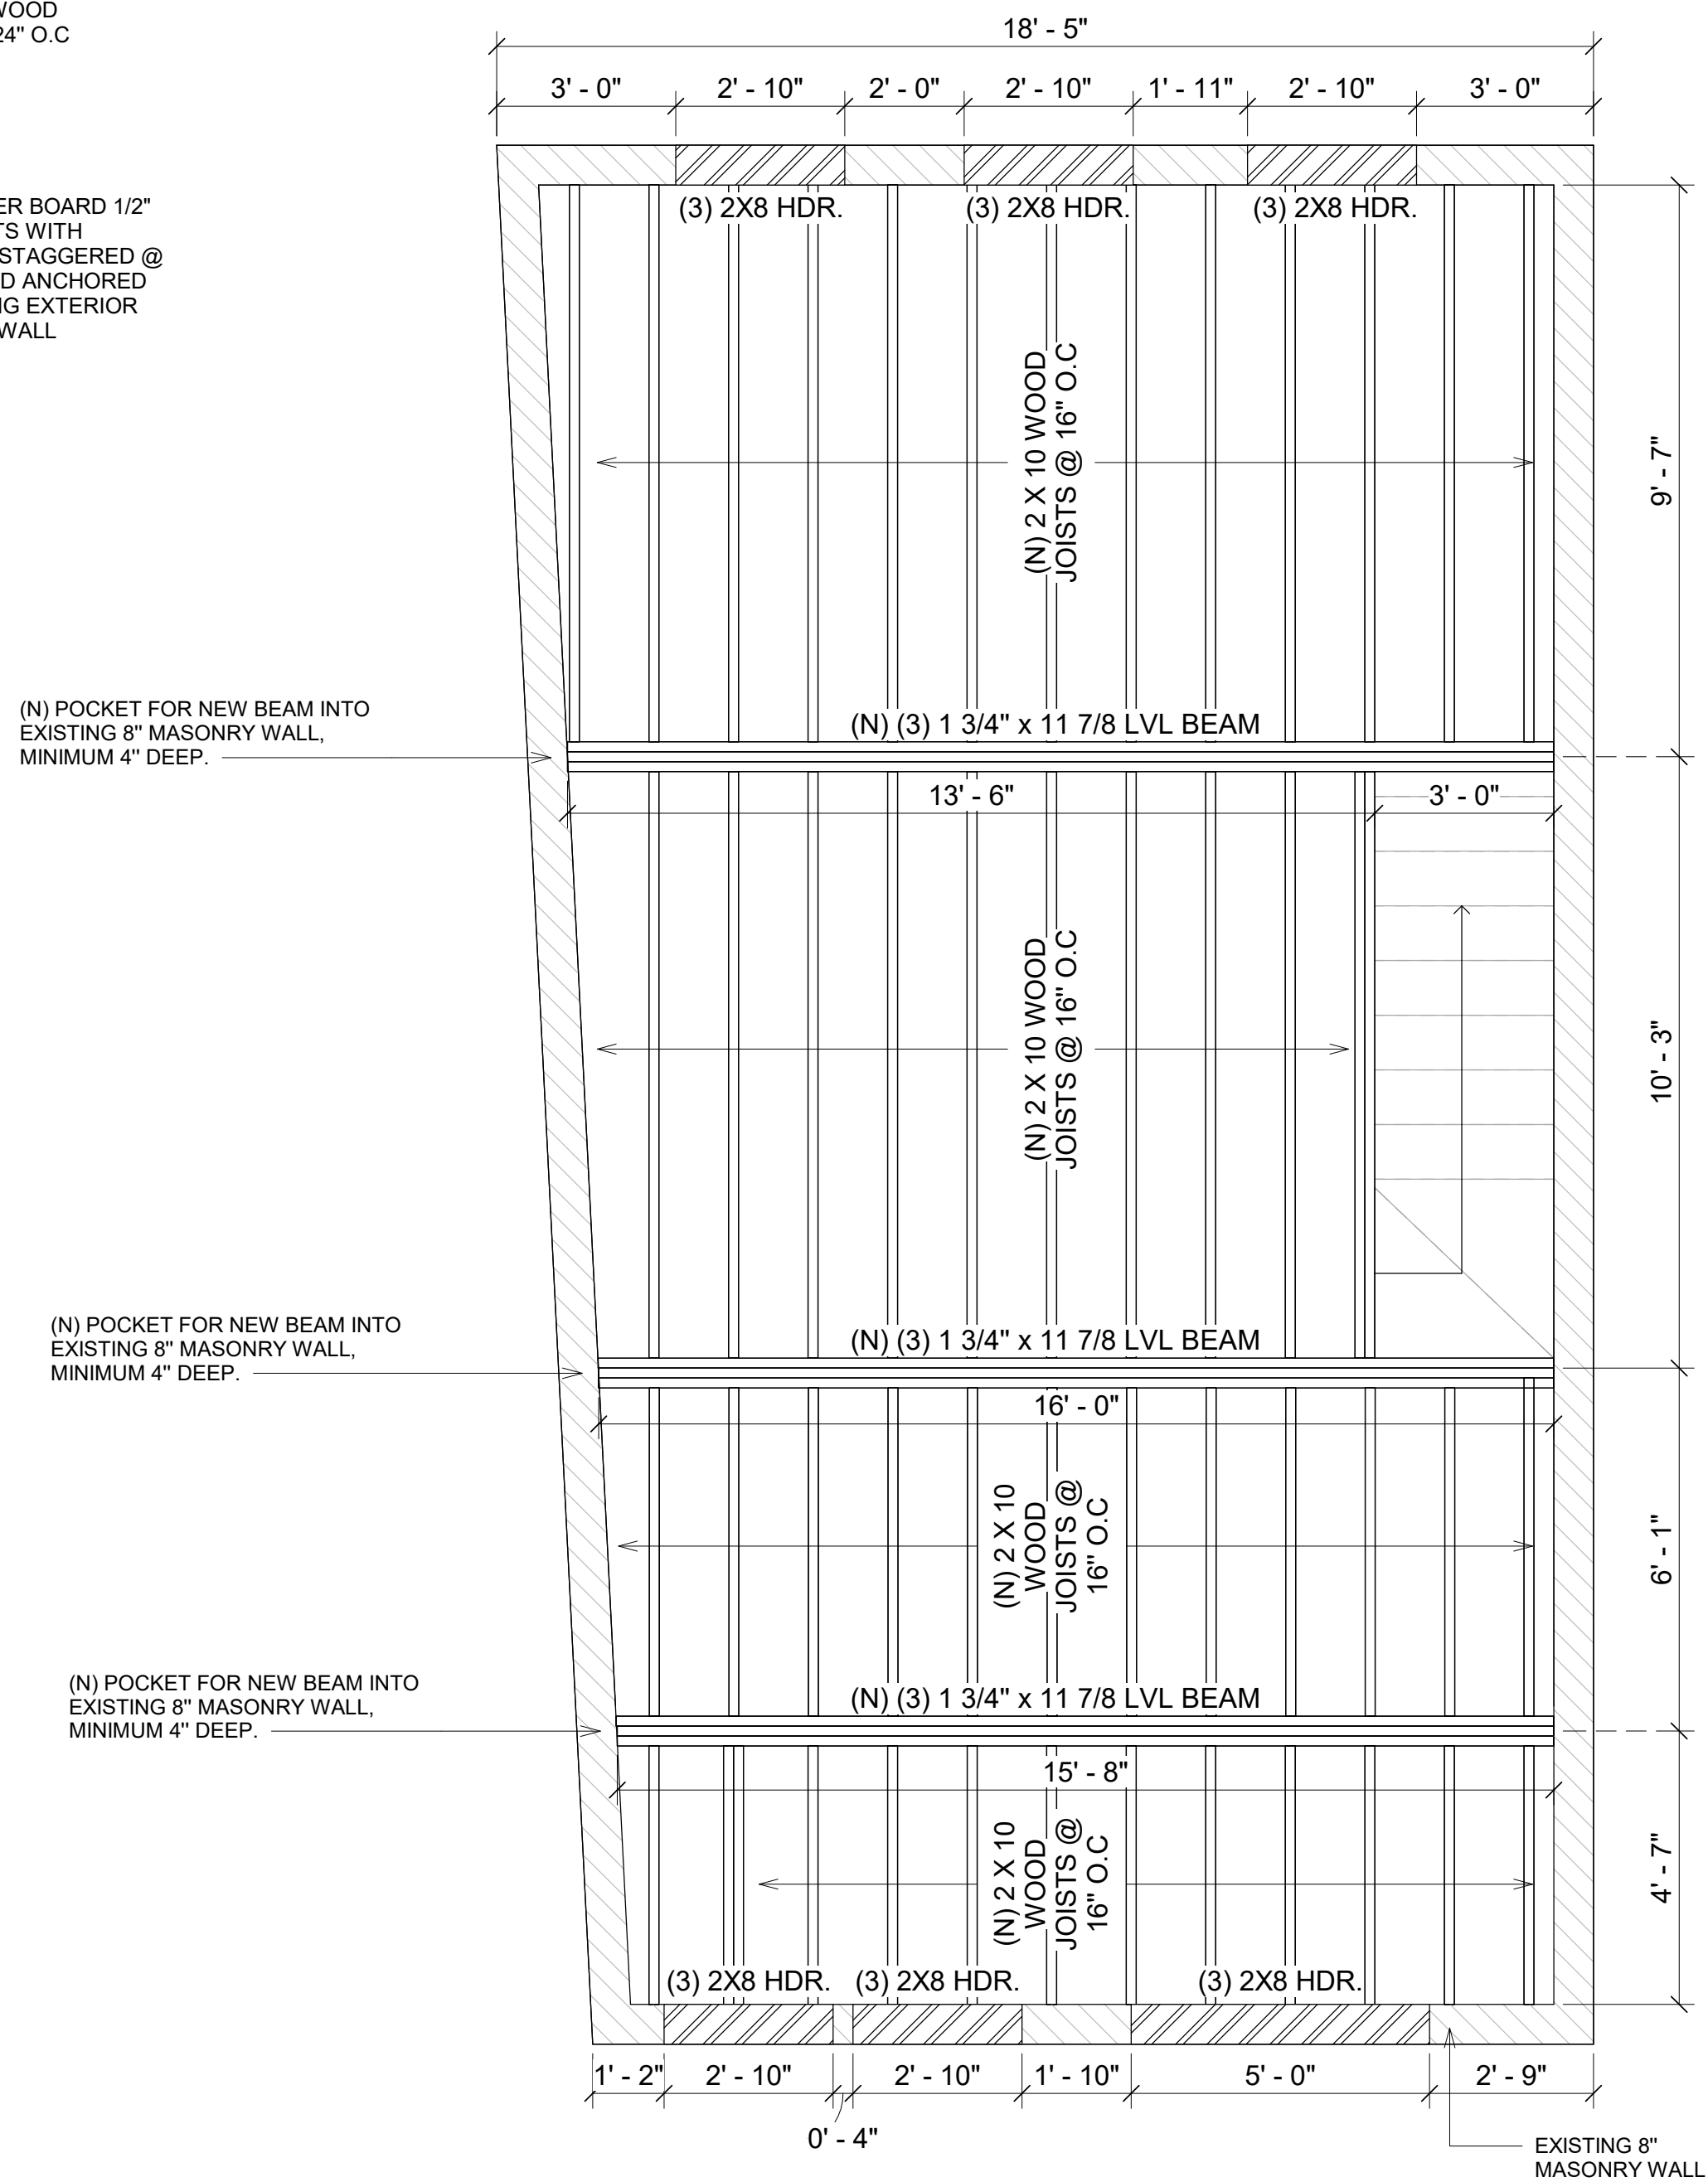 WOOD
24" O.C
18' - 5"
3' - 0"
2' - 10"
2' - 0"
2' - 10"
1' - 11"
2' - 10"
3' - 0"
ER BOARD 1/2"
TS WITH
STAGGERED @
D ANCHORED
NG EXTERIOR
WALL
(3) 2X8 HDR.
(3) 2X8 HDR.
(3) 2X8 HDR.
(N) 2 X 10 WOOD
JOISTS @ 16" O.C
9' - 7"
(N) POCKET FOR NEW BEAM INTO
EXISTING 8" MASONRY WALL,
MINIMUM 4" DEEP.
(N) (3) 1 3/4" x 11 7/8 LVL BEAM
13' - 6"
3' - 0"
(N) 2 X 10 WOOD
JOISTS @ 16" O.C
10' - 3"
(N) POCKET FOR NEW BEAM INTO
EXISTING 8" MASONRY WALL,
MINIMUM 4" DEEP.
(N) (3) 1 3/4" x 11 7/8 LVL BEAM
16' - 0"
(N) 2 X 10
WOOD
JOISTS @
16" O.C
6' - 1"
(N) POCKET FOR NEW BEAM INTO
EXISTING 8" MASONRY WALL,
MINIMUM 4" DEEP.
(N) (3) 1 3/4" x 11 7/8 LVL BEAM
15' - 8"
(N) 2 X 10
WOOD
JOISTS @
16" O.C
4' - 7"
(3) 2X8 HDR.
(3) 2X8 HDR.
(3) 2X8 HDR.
1' - 2"
2' - 10"
0' - 4"
2' - 10"
1' - 10"
5' - 0"
2' - 9"
EXISTING 8"
MASONRY WALL